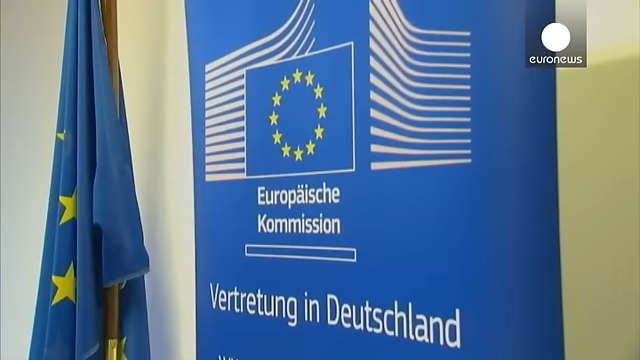 euronews
Europäische
Kommission
Vertretung in Deutschland